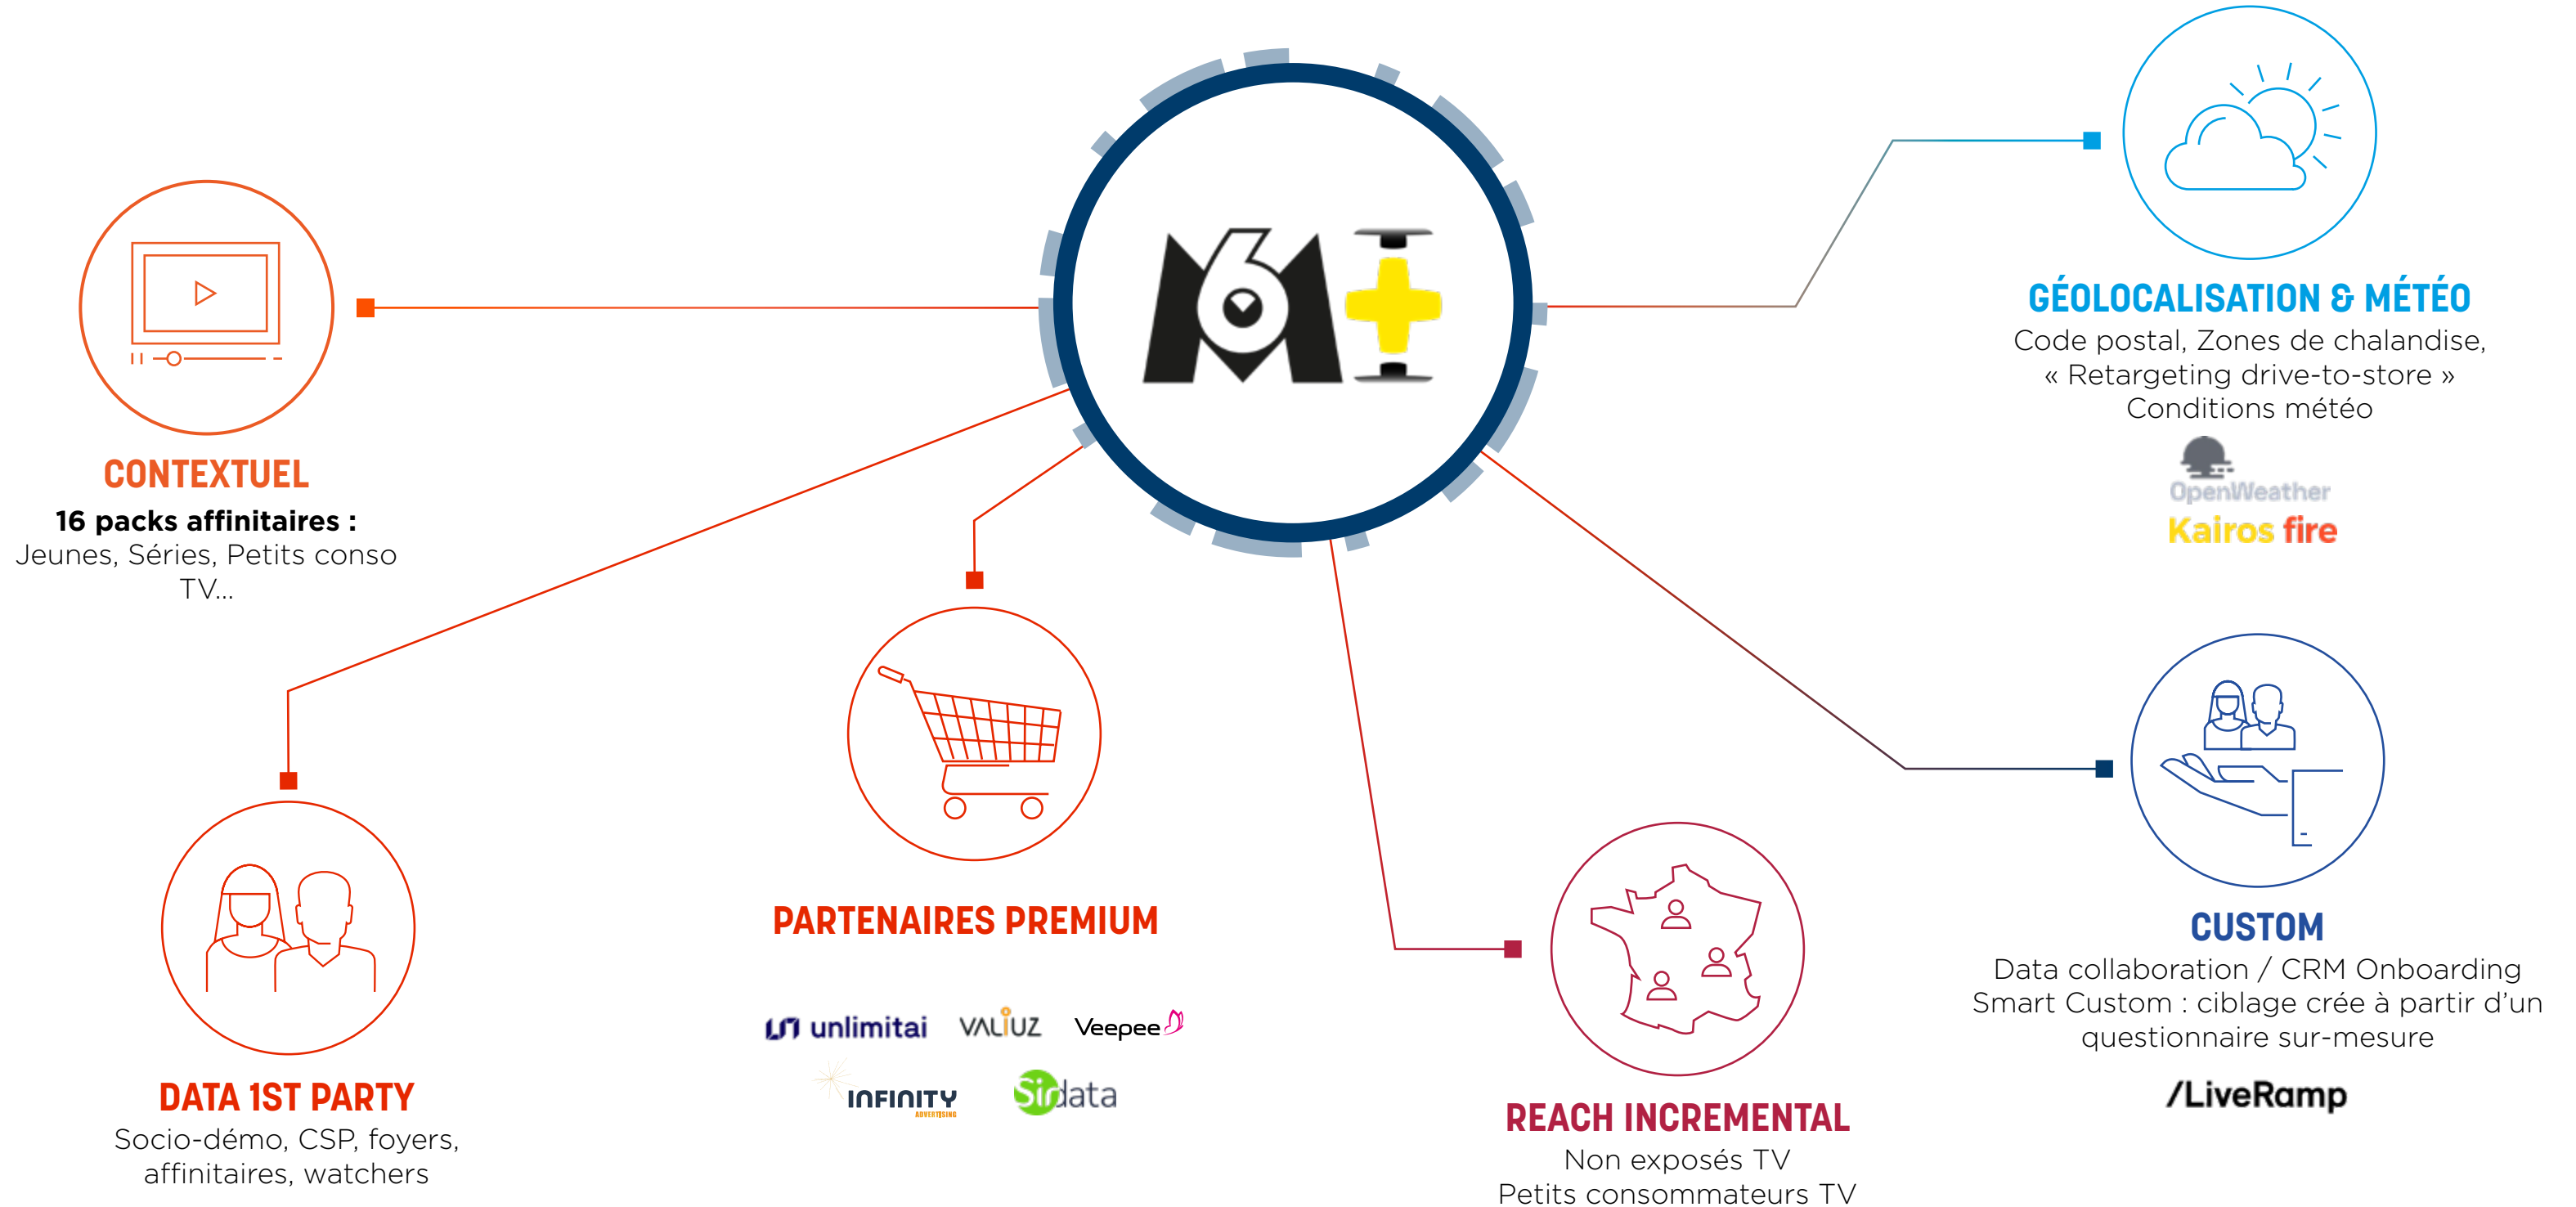 M6+
CONTEXTUEL
16 packs affinitaires :
Jeunes, Séries, Petits conso
TV...
DATA 1ST PARTY
Socio-démo, CSP, foyers,
affinitaires, watchers
PARTENAIRES PREMIUM
unlimitai VALIUZ Veepee
INFINITY ADVERTISING Sirdata
REACH INCREMENTAL
Non exposés TV
Petits consommateurs TV
GÉOLOCALISATION & MÉTÉO
Code postal, Zones de chalandise,
« Retargeting drive-to-store »
Conditions météo
OpenWeather
Kairos fire
CUSTOM
Data collaboration / CRM Onboarding
Smart Custom : ciblage crée à partir d’un
questionnaire sur-mesure
/LiveRamp